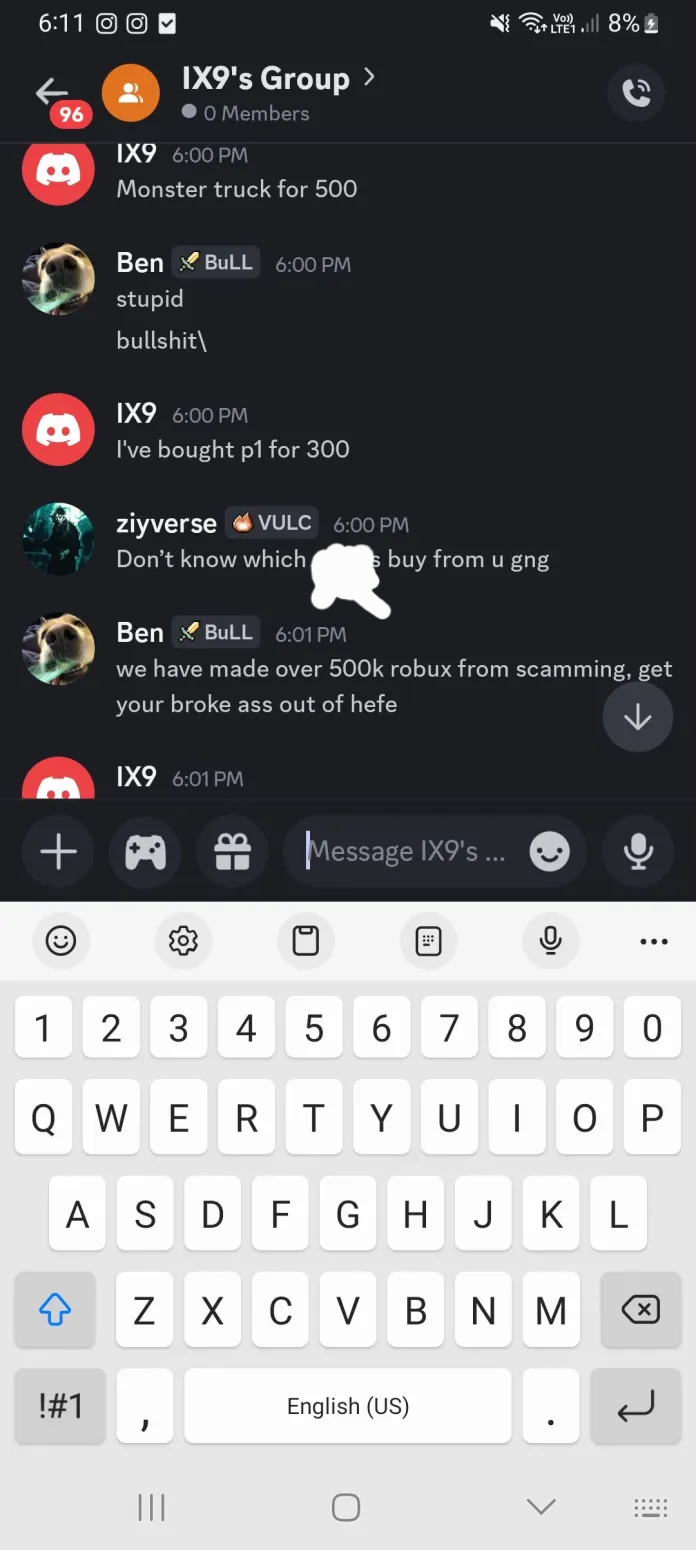 6:11
Vo))
LTE1
8%
96
IX9's Group
0 Members
IX9 6:00 PM
Monster truck for 500
Ben BuLL 6:00 PM
stupid
bullshit\
IX9 6:00 PM
I've bought p1 for 300
ziyverse VULC 6:00 PM
Don’t know which buy from u gng
Ben BuLL 6:01 PM
we have made over 500k robux from scamming, get
your broke ass out of hefe
IX9 6:01 PM
Message IX9's ...
1 2 3 4 5 6 7 8 9 0
Q W E R T Y U I O P
A S D F G H J K L
Z X C V B N M
!#1 , English (US) .